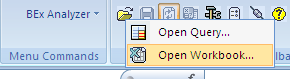 BEx Analyzer
Open Query...
Open Workbook...
Menu Commands